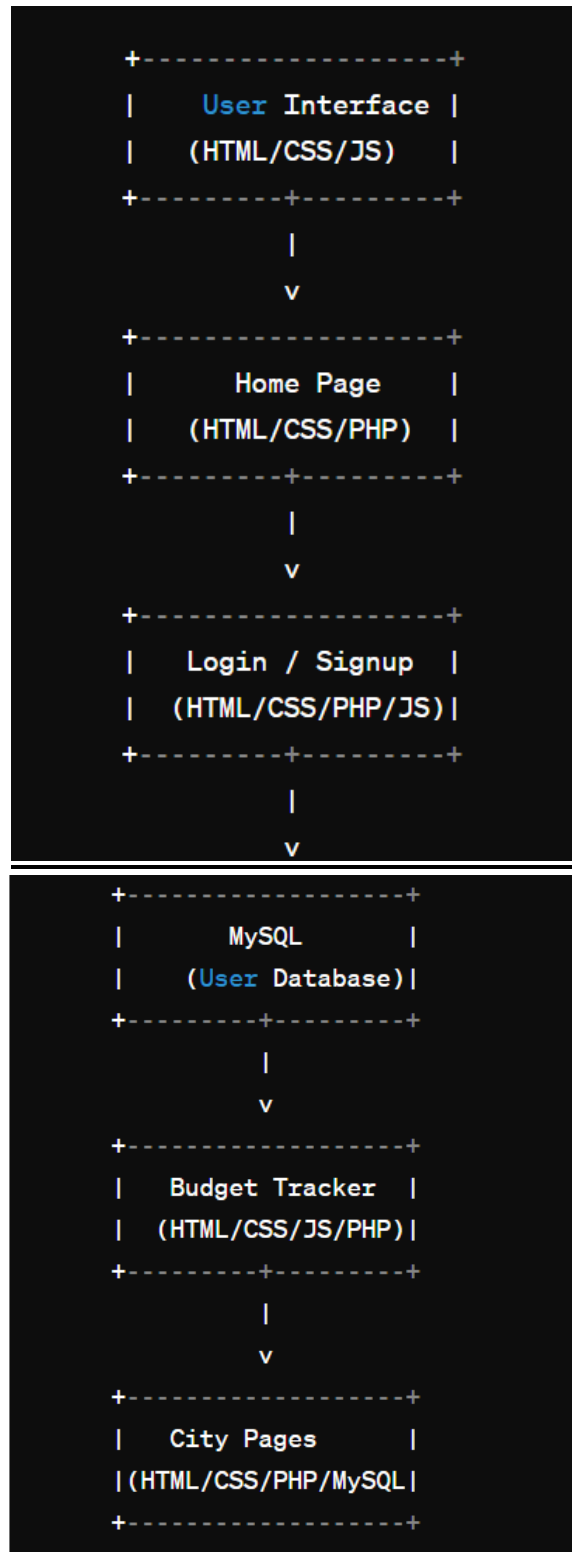 +-------------------+
|    User Interface |
|   (HTML/CSS/JS)   |
+---------+---------+
|
v
+-------------------+
|      Home Page    |
|   (HTML/CSS/PHP)  |
+---------+---------+
|
v
+-------------------+
|   Login / Signup  |
|  (HTML/CSS/PHP/JS)|
+---------+---------+
|
v
+-------------------+
|       MySQL       |
|    (User Database)|
+---------+---------+
|
v
+-------------------+
|   Budget Tracker  |
|  (HTML/CSS/JS/PHP)|
+---------+---------+
|
v
+-------------------+
|   City Pages      |
|(HTML/CSS/PHP/MySQL|
+-------------------+